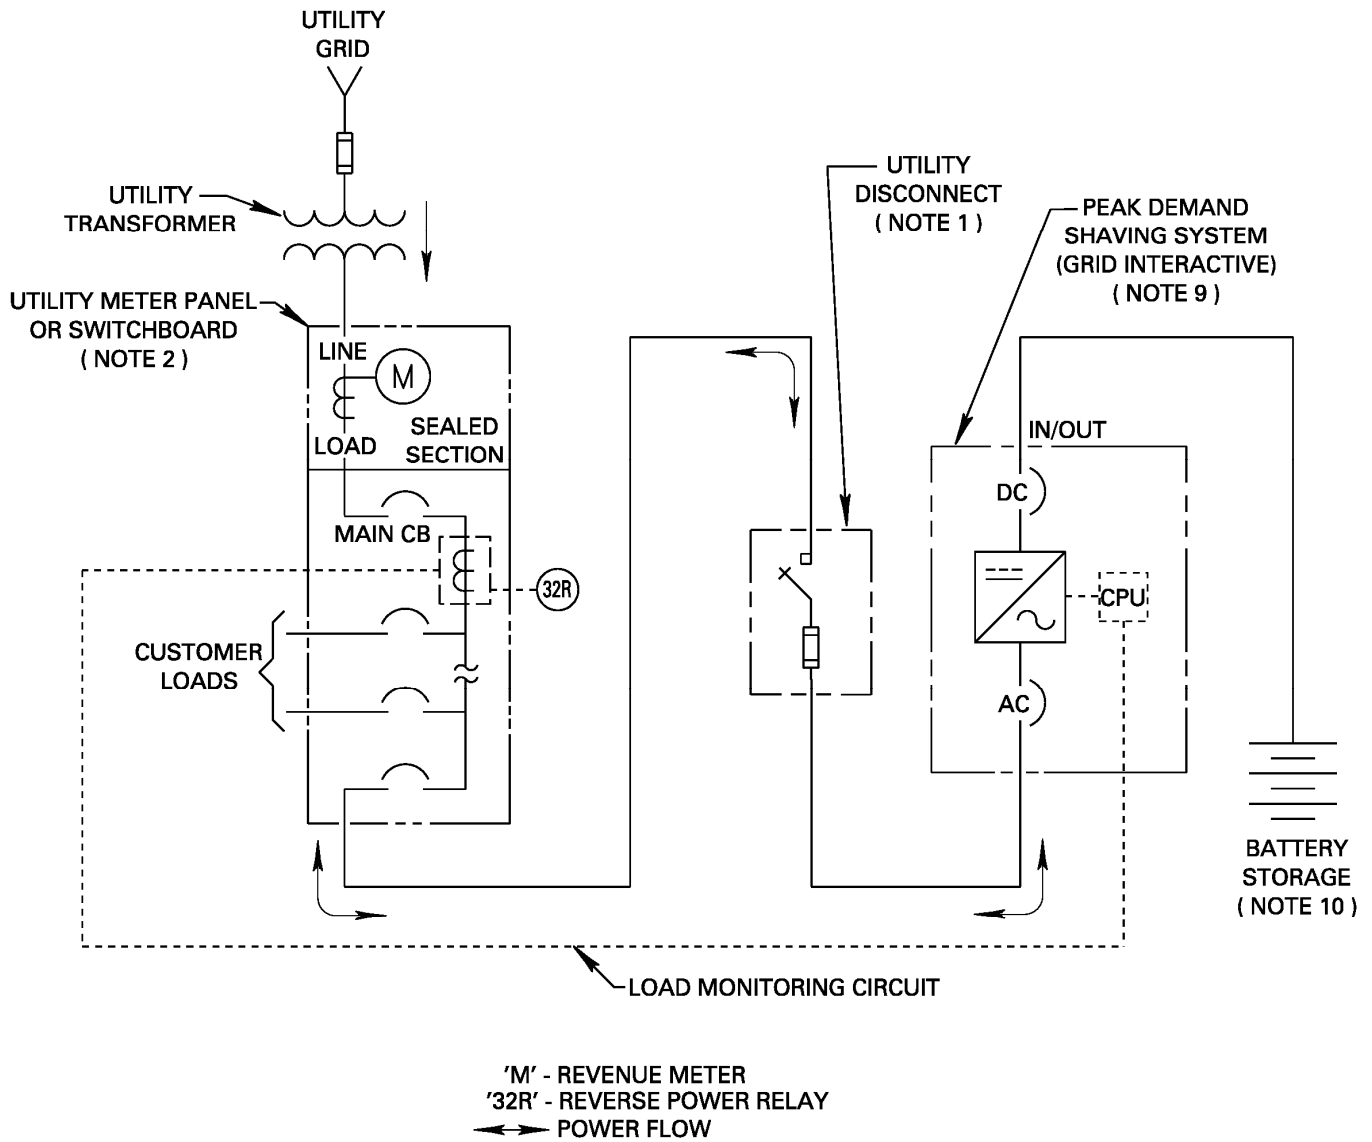 UTILITY
GRID
UTILITY
TRANSFORMER
UTILITY METER PANEL
OR SWITCHBOARD
( NOTE 2 )
LINE
M
LOAD
SEALED
SECTION
MAIN CB
32R
CUSTOMER
LOADS
UTILITY
DISCONNECT
( NOTE 1 )
PEAK DEMAND
SHAVING SYSTEM
(GRID INTERACTIVE)
( NOTE 9 )
IN/OUT
DC
CPU
AC
BATTERY
STORAGE
( NOTE 10 )
LOAD MONITORING CIRCUIT
'M' - REVENUE METER
'32R' - REVERSE POWER RELAY
POWER FLOW